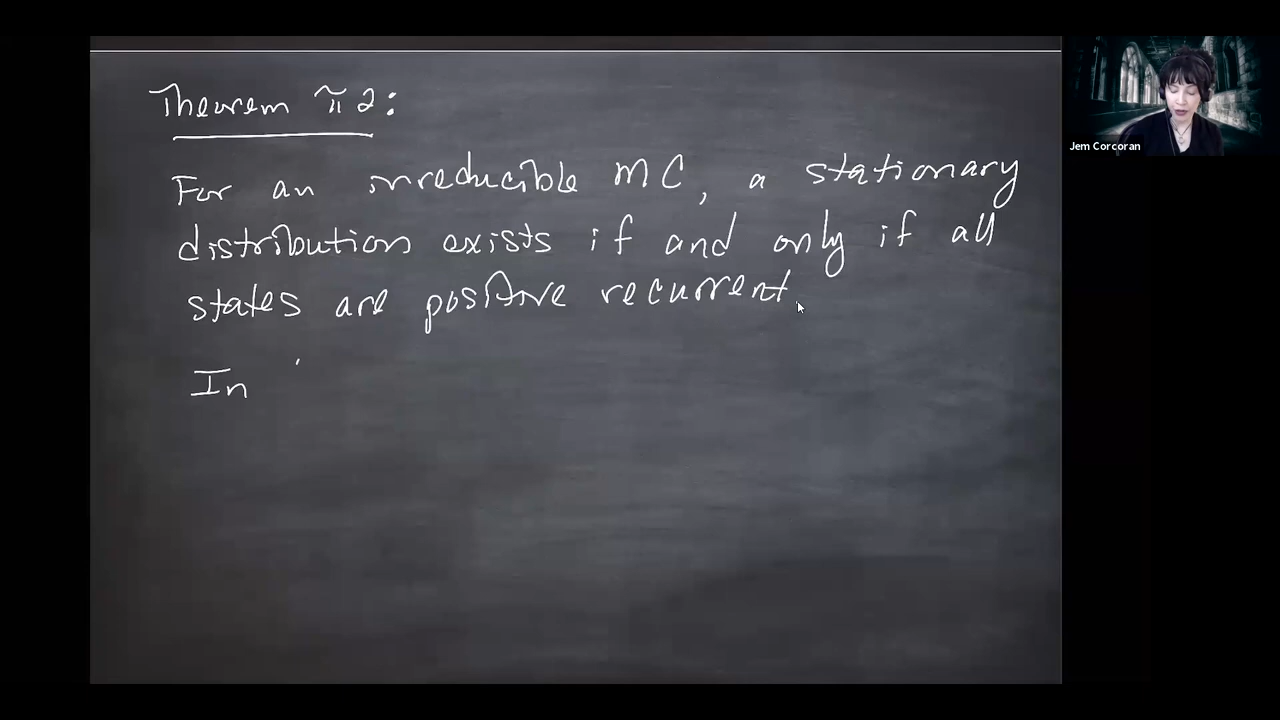 Theorem π2:
For an irreducible MC, a stationary
distribution exists if and only if all
states are positive recurrent.
In
Jem Corcoran